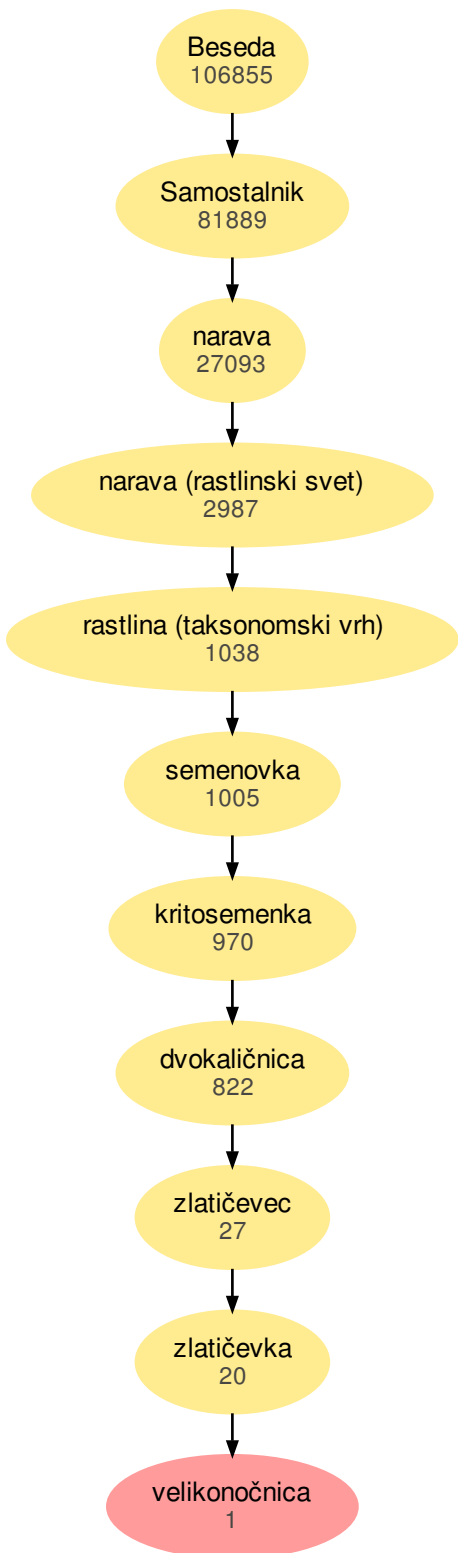 Beseda
106855
Samostalnik
81889
narava
27093
narava (rastlinski svet)
2987
rastlina (taksonomski vrh)
1038
semenovka
1005
kritosemenka
970
dvokaličnica
822
zlatičevec
27
zlatičevka
20
velikonočnica
1